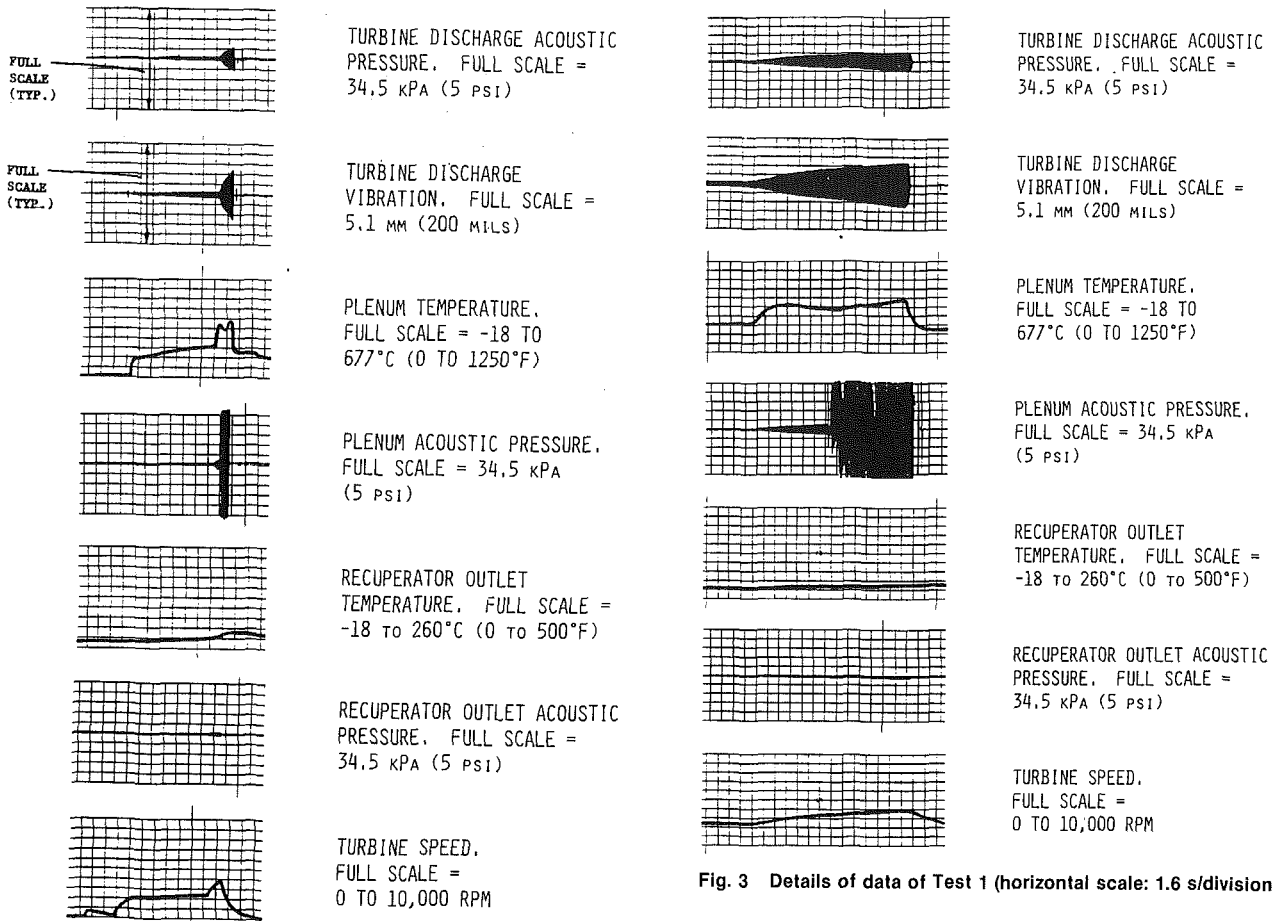 FULL
SCALE
(TYP.)
TURBINE DISCHARGE ACOUSTIC
PRESSURE. FULL SCALE =
34.5 KPA (5 PSI)
FULL
SCALE
(TYP.)
TURBINE DISCHARGE
VIBRATION. FULL SCALE =
5.1 MM (200 MILS)
PLENUM TEMPERATURE.
FULL SCALE = -18 TO
677°C (0 TO 1250°F)
PLENUM ACOUSTIC PRESSURE.
FULL SCALE = 34.5 KPA
(5 PSI)
RECUPERATOR OUTLET
TEMPERATURE. FULL SCALE =
-18 TO 260°C (0 TO 500°F)
RECUPERATOR OUTLET ACOUSTIC
PRESSURE. FULL SCALE =
34.5 KPA (5 PSI)
TURBINE SPEED.
FULL SCALE =
0 TO 10,000 RPM
TURBINE DISCHARGE ACOUSTIC
PRESSURE. FULL SCALE =
34.5 KPA (5 PSI)
TURBINE DISCHARGE
VIBRATION. FULL SCALE =
5.1 MM (200 MILS)
PLENUM TEMPERATURE.
FULL SCALE = -18 TO
677°C (0 TO 1250°F)
PLENUM ACOUSTIC PRESSURE.
FULL SCALE = 34.5 KPA
(5 PSI)
RECUPERATOR OUTLET
TEMPERATURE. FULL SCALE =
-18 TO 260°C (0 TO 500°F)
RECUPERATOR OUTLET ACOUSTIC
PRESSURE. FULL SCALE =
34.5 KPA (5 PSI)
TURBINE SPEED.
FULL SCALE =
0 TO 10,000 RPM
Fig. 3 Details of data of Test 1 (horizontal scale: 1.6 s/division